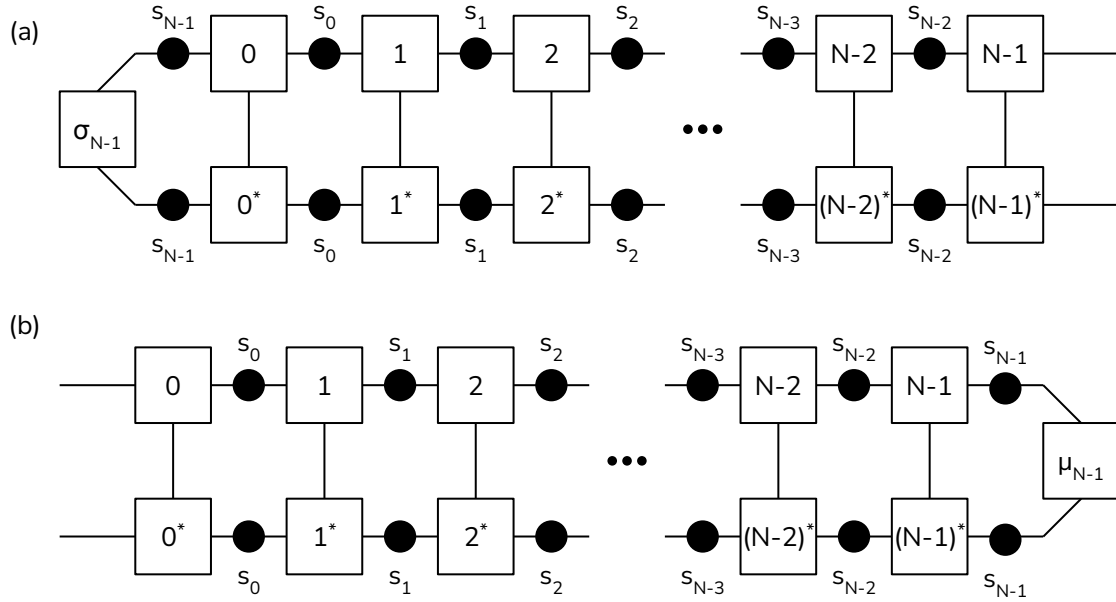 (a)
s_{N-1} s_0 s_1 s_2 s_{N-3} s_{N-2}
0 1 2 N-2 N-1
σ_{N-1}
•••
0* 1* 2* (N-2)* (N-1)*
s_{N-1} s_0 s_1 s_2 s_{N-3} s_{N-2}
(b)
s_0 s_1 s_2 s_{N-3} s_{N-2} s_{N-1}
0 1 2 N-2 N-1
•••
μ_{N-1}
0* 1* 2* (N-2)* (N-1)*
s_0 s_1 s_2 s_{N-3} s_{N-2} s_{N-1}